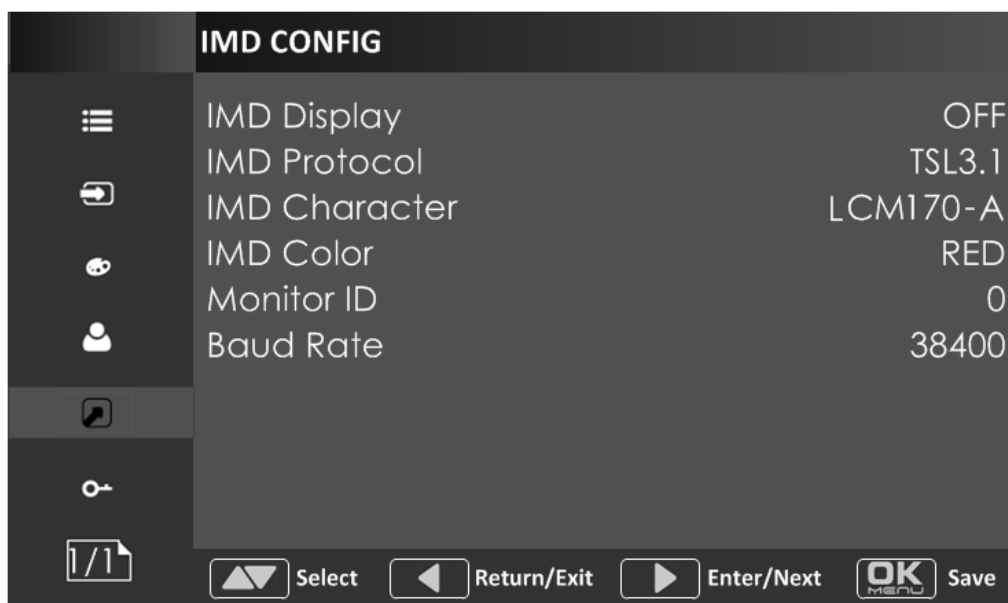 IMD CONFIG
IMD Display OFF
IMD Protocol TSL3.1
IMD Character LCM170-A
IMD Color RED
Monitor ID 0
Baud Rate 38400
1/1 Select Return/Exit Enter/Next OK MENU Save